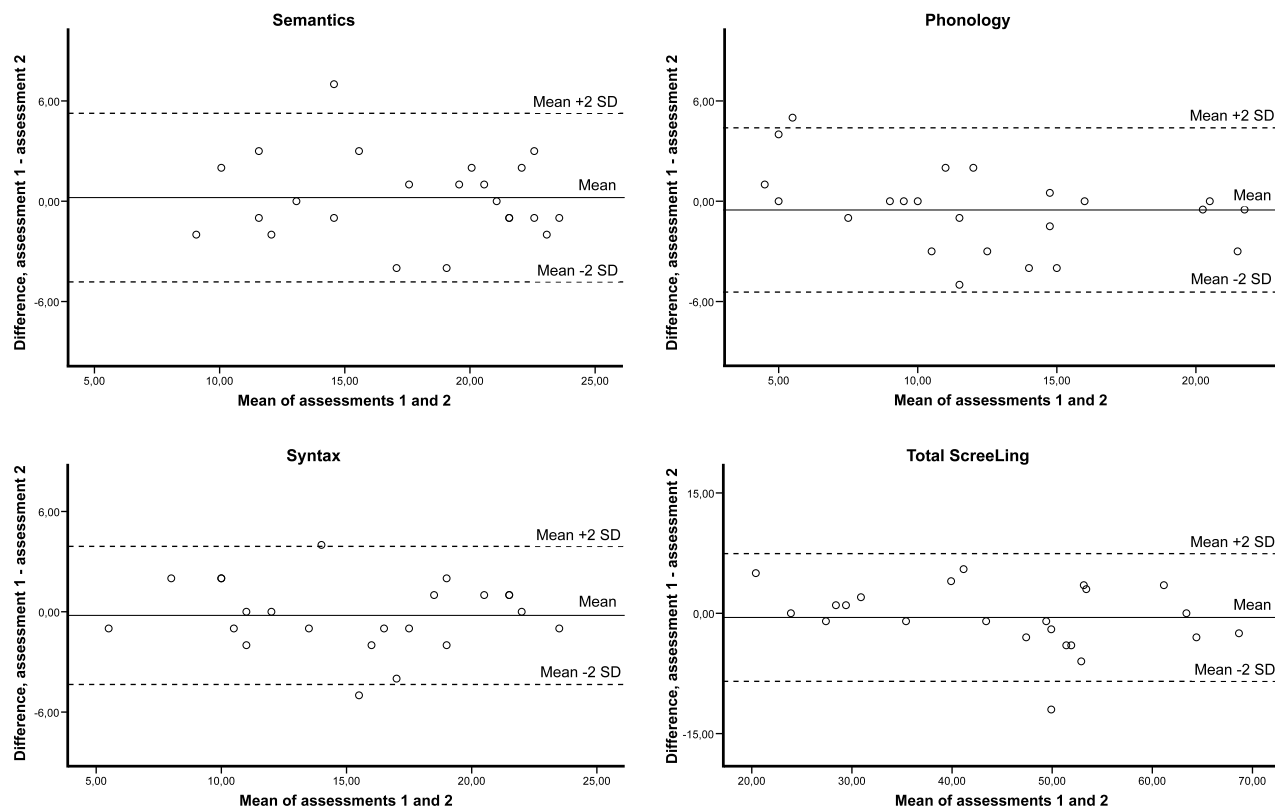 Semantics
Difference, assessment 1 - assessment 2
6,00
0,00
-6,00
Mean +2 SD
Mean
Mean -2 SD
5,00 10,00 15,00 20,00 25,00
Mean of assessments 1 and 2
Phonology
Difference, assessment 1 - assessment 2
6,00
0,00
-6,00
Mean +2 SD
Mean
Mean -2 SD
5,00 10,00 15,00 20,00
Mean of assessments 1 and 2
Syntax
Difference, assessment 1 - assessment 2
6,00
0,00
-6,00
Mean +2 SD
Mean
Mean -2 SD
5,00 10,00 15,00 20,00 25,00
Mean of assessments 1 and 2
Total ScreeLing
Difference, assessment 1 - assessment 2
15,00
0,00
-15,00
Mean +2 SD
Mean
Mean -2 SD
20,00 30,00 40,00 50,00 60,00 70,00
Mean of assessments 1 and 2